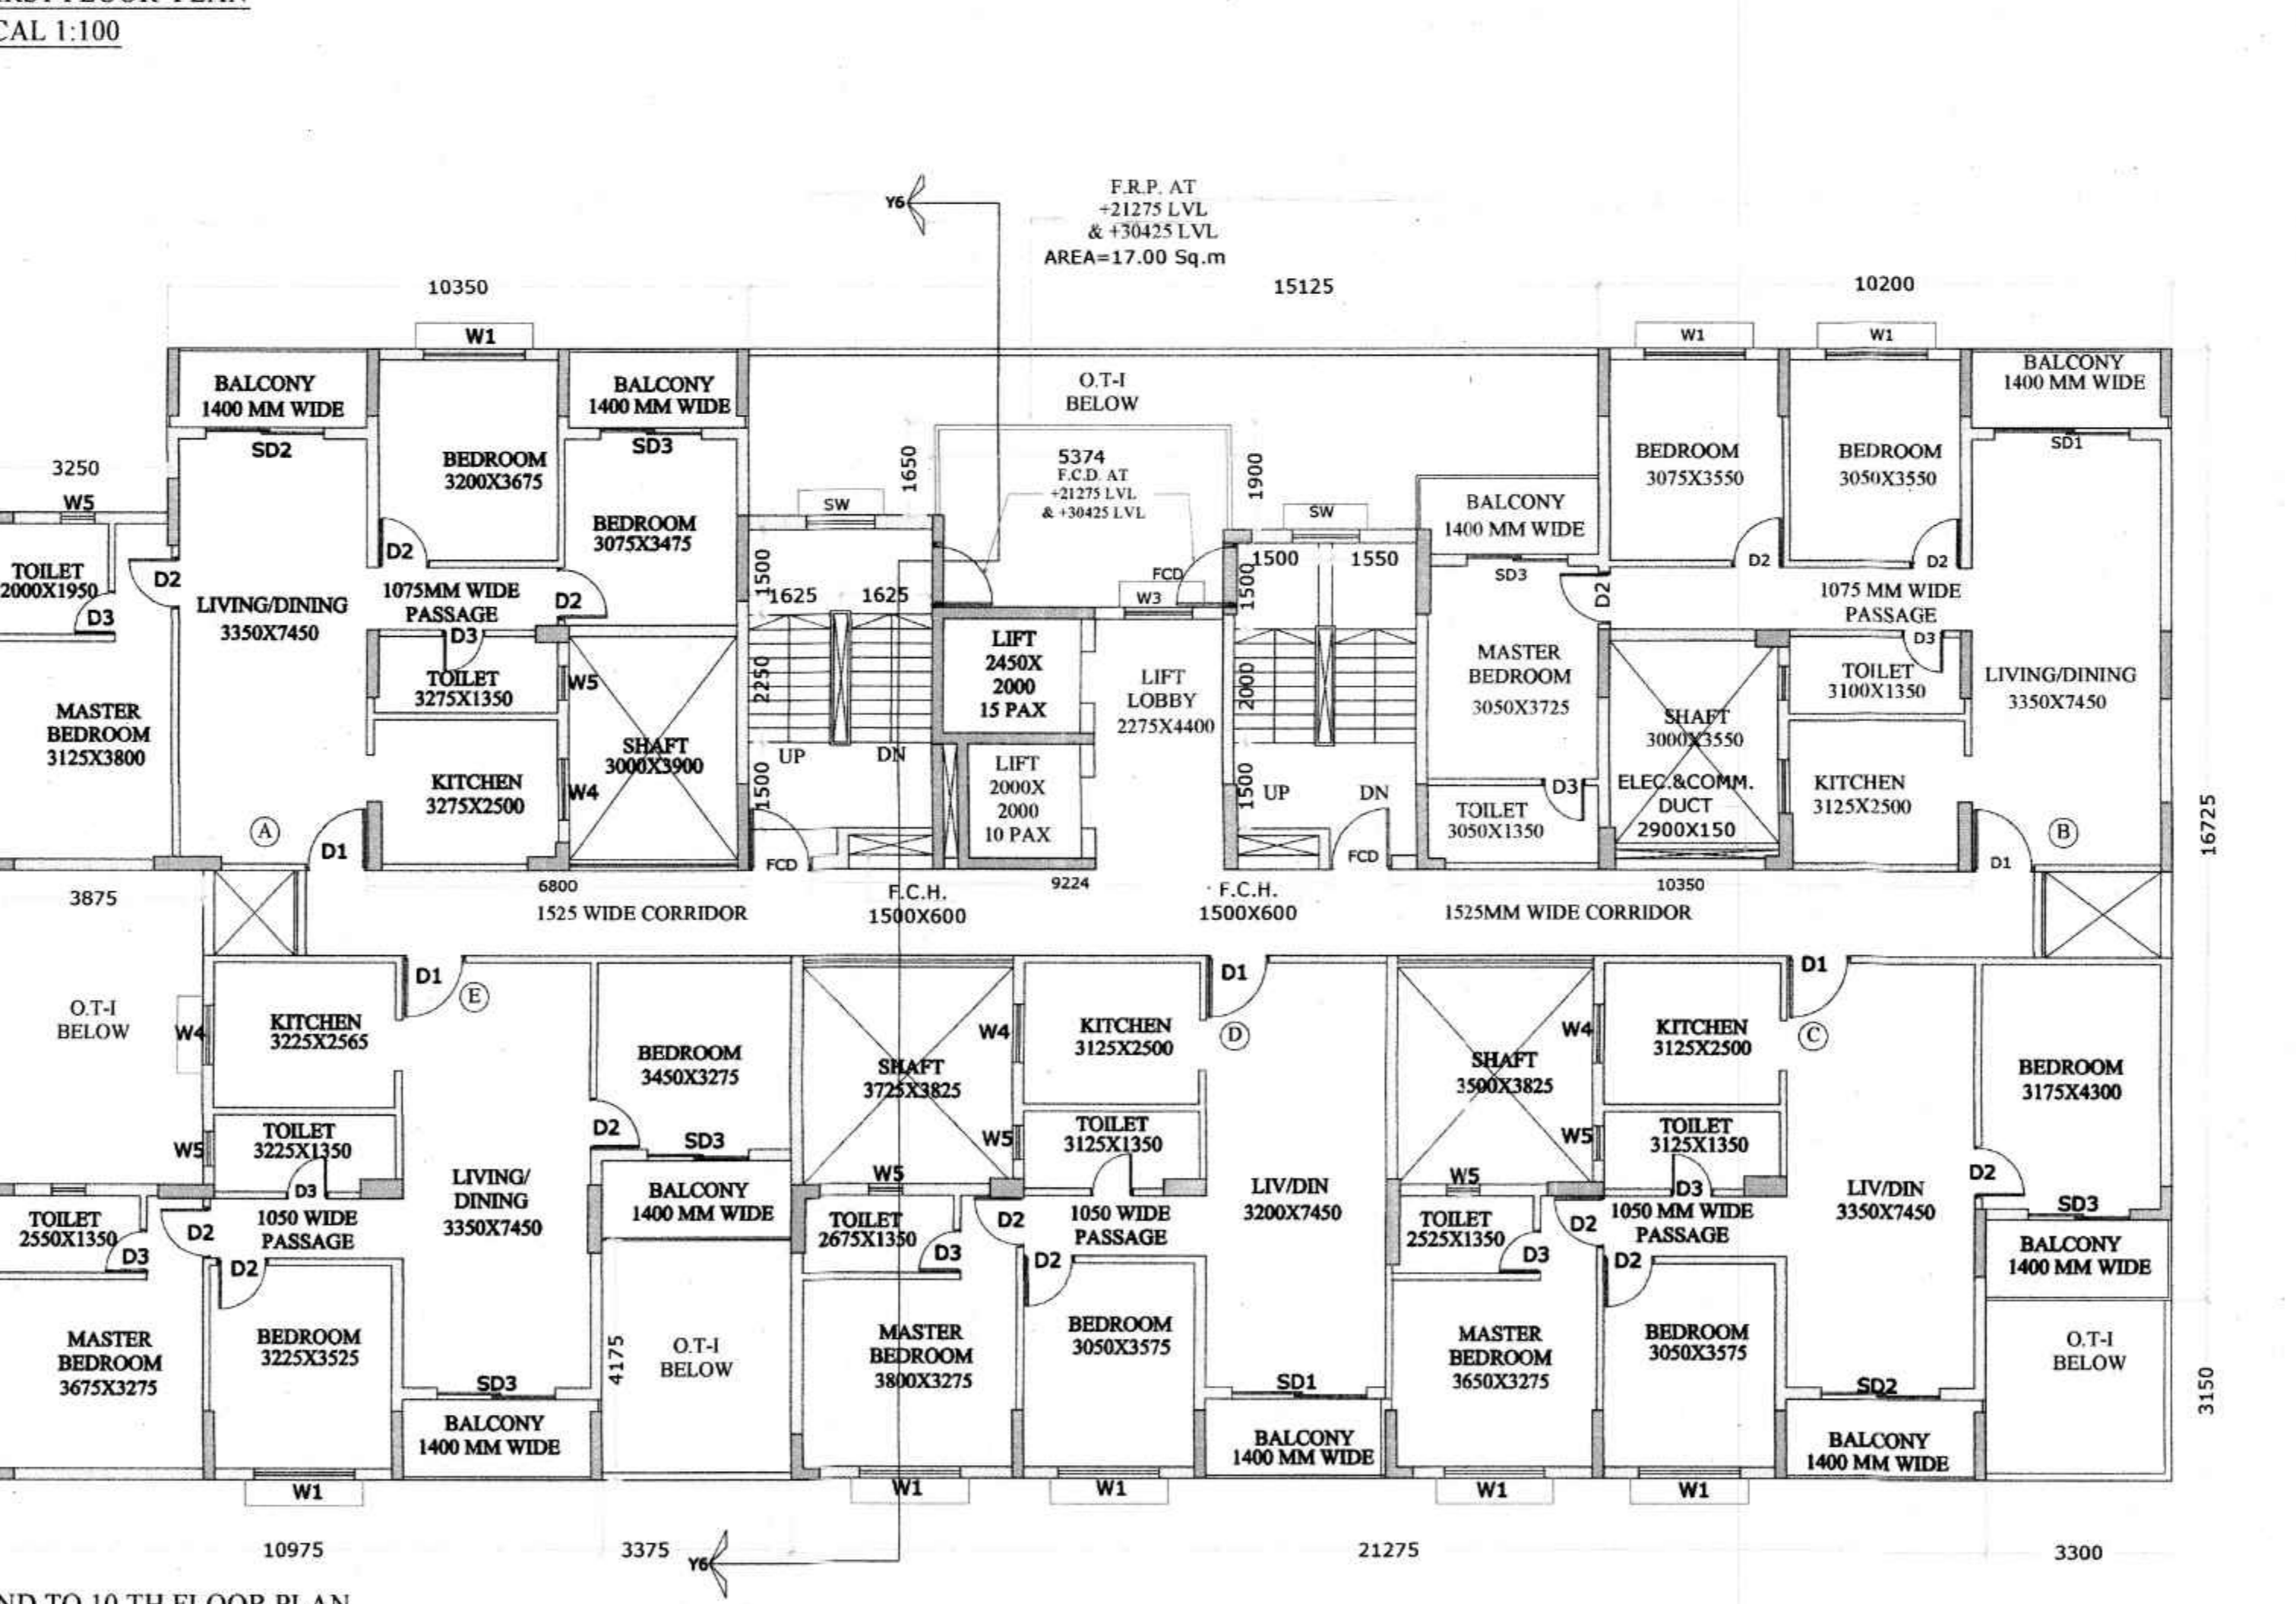 CAL 1:100
F.R.P. AT
+21275 LVL
& +30425 LVL
AREA=17.00 Sq.m
Y6
10350
15125
10200
W1
W1
W1
BALCONY
1400 MM WIDE
BALCONY
1400 MM WIDE
O.T-I
BELOW
BALCONY
1400 MM WIDE
SD2
SD3
SD1
3250
W5
BEDROOM
3200X3675
BEDROOM
3075X3475
1650
5374
F.C.D. AT
+21275 LVL
& +30425 LVL
1900
SW
SW
BALCONY
1400 MM WIDE
BEDROOM
3075X3550
BEDROOM
3050X3550
TOILET
2000X1950
D2
D3
LIVING/DINING
3350X7450
D2
1075MM WIDE
PASSAGE
D2
D3
1500
1625
1625
FCD
W3
1500
1500
1550
SD3
D2
D2
D2
1075 MM WIDE
PASSAGE
D3
MASTER
BEDROOM
3125X3800
TOILET
3275X1350
W5
KITCHEN
3275X2500
W4
SHAFT
3000X3900
2250
UP
DN
1500
LIFT
2450X
2000
15 PAX
LIFT
2000X
2000
10 PAX
LIFT
LOBBY
2275X4400
2000
UP
DN
1500
MASTER
BEDROOM
3050X3725
D3
TOILET
3050X1350
SHAFT
3000X3550
ELEC.&COMM.
DUCT
2900X150
TOILET
3100X1350
KITCHEN
3125X2500
LIVING/DINING
3350X7450
A
D1
FCD
FCD
D1
B
16725
3875
6800
9224
10350
1525 WIDE CORRIDOR
F.C.H.
1500X600
F.C.H.
1500X600
1525MM WIDE CORRIDOR
O.T-I
BELOW
W4
KITCHEN
3225X2565
D1
E
BEDROOM
3450X3275
SHAFT
3725X3825
W4
KITCHEN
3125X2500
D1
D
SHAFT
3500X3825
W4
KITCHEN
3125X2500
D1
C
BEDROOM
3175X4300
W5
TOILET
3225X1350
D3
D2
SD3
W5
W5
TOILET
3125X1350
W5
W5
TOILET
3125X1350
D3
D2
SD3
TOILET
2550X1350
D3
D2
1050 WIDE
PASSAGE
D2
LIVING/
DINING
3350X7450
BALCONY
1400 MM WIDE
TOILET
2675X1350
D3
D2
1050 WIDE
PASSAGE
D2
LIV/DIN
3200X7450
TOILET
2525X1350
D3
D2
1050 MM WIDE
PASSAGE
D2
LIV/DIN
3350X7450
BALCONY
1400 MM WIDE
MASTER
BEDROOM
3675X3275
BEDROOM
3225X3525
SD3
4175
O.T-I
BELOW
MASTER
BEDROOM
3800X3275
BEDROOM
3050X3575
SD1
MASTER
BEDROOM
3650X3275
BEDROOM
3050X3575
SD2
O.T-I
BELOW
3150
BALCONY
1400 MM WIDE
BALCONY
1400 MM WIDE
BALCONY
1400 MM WIDE
W1
W1
W1
W1
W1
10975
3375
Y6
21275
3300
TO 10 TH FLOOR PLAN